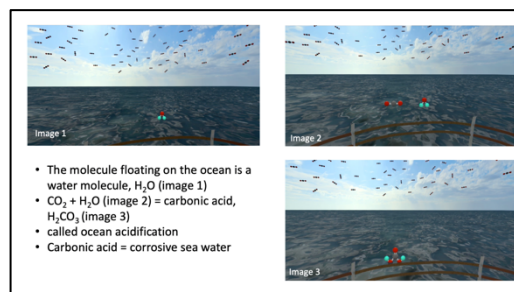 Image 1
Image 2
• The molecule floating on the ocean is a
water molecule, H₂O (image 1)
• CO₂ + H₂O (image 2) = carbonic acid,
H₂CO₃ (image 3)
• called ocean acidification
• Carbonic acid = corrosive sea water
Image 3